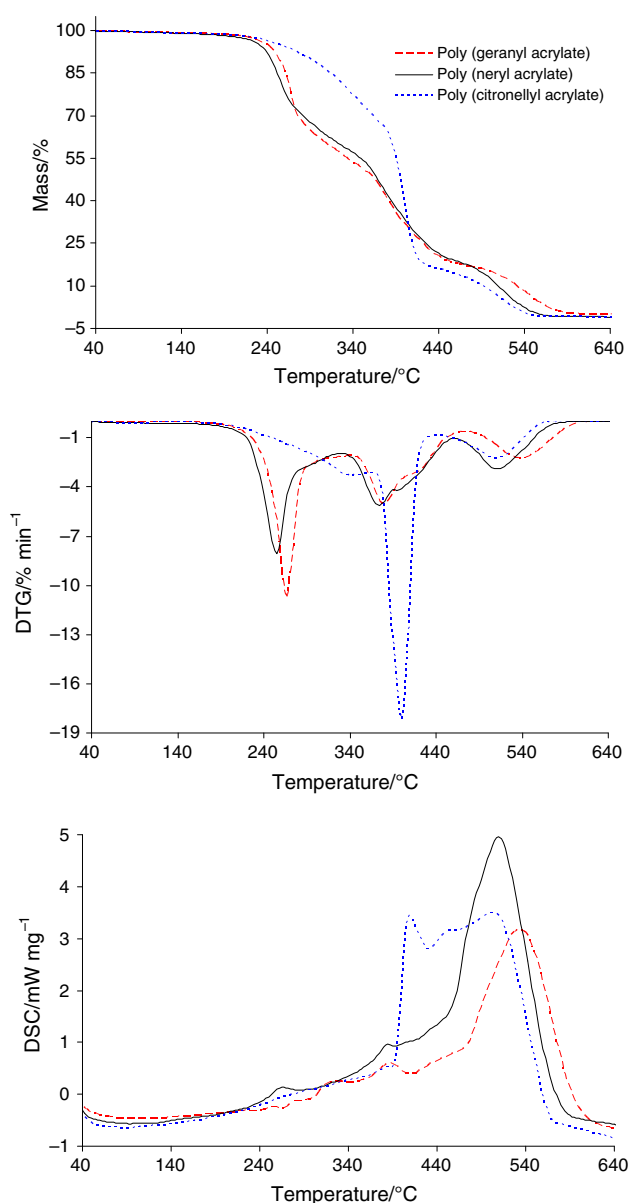 100
85
70
55
40
25
10
−5
Mass/%
Poly (geranyl acrylate)
Poly (neryl acrylate)
Poly (citronellyl acrylate)
40 140 240 340 440 540 640
Temperature/°C
−1
−4
−7
−10
−13
−16
−19
DTG/% min⁻¹
40 140 240 340 440 540 640
Temperature/°C
5
4
3
2
1
0
−1
DSC/mW mg⁻¹
40 140 240 340 440 540 640
Temperature/°C